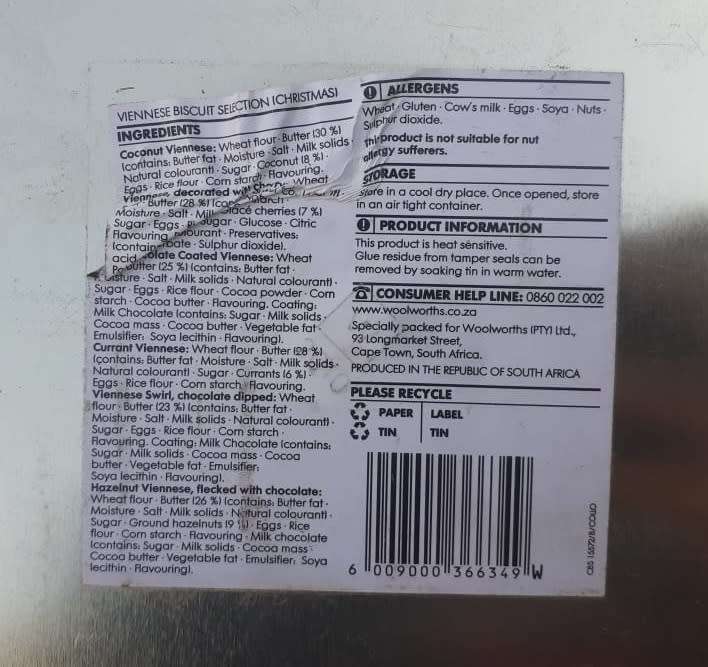 VIENNESE BISCUIT SELECTION (CHRISTMAS)
INGREDIENTS
Coconut Viennese: Wheat flour · Butter (30 %)
(contains: Butter fat · Moisture · Salt · Milk solids ·
Natural colourant) · Sugar · Coconut (8 %) ·
Eggs · Rice flour · Corn starch · Flavouring.
Viennese, decorated with Wheat
Butter (28 %)
Moisture · Salt · Milk glacé cherries (7 %)
Sugar · Eggs · Sugar · Glucose · Citric
Flavouring Preservatives:
(contain Sulphur dioxide).
Coated Viennese: Wheat
Butter (25 %) (contains: Butter fat ·
Moisture · Salt · Milk solids · Natural colourant) ·
Sugar · Eggs · Rice flour · Cocoa powder · Corn
starch · Cocoa butter · Flavouring. Coating:
Milk Chocolate (contains: Sugar · Milk solids ·
Cocoa mass · Cocoa butter · Vegetable fat ·
Emulsifier: Soya lecithin · Flavouring).
Currant Viennese: Wheat flour · Butter (28 %)
(contains: Butter fat · Moisture · Salt · Milk solids ·
Natural colourant) · Sugar · Currants (6 %) ·
Eggs · Rice flour · Corn starch · Flavouring.
Viennese Swirl, chocolate dipped: Wheat
flour · Butter (23 %) (contains: Butter fat ·
Moisture · Salt · Milk solids · Natural colourant) ·
Sugar · Eggs · Rice flour · Corn starch ·
Flavouring. Coating: Milk Chocolate (contains:
Sugar · Milk solids · Cocoa mass · Cocoa
butter · Vegetable fat · Emulsifier:
Soya lecithin · Flavouring).
Hazelnut Viennese, flecked with chocolate:
Wheat flour · Butter (26 %) (contains: Butter fat ·
Moisture · Salt · Milk solids · Natural colourant) ·
Sugar · Ground hazelnuts (9 %) · Eggs · Rice
flour · Corn starch · Flavouring · Milk chocolate
(contains: Sugar · Milk solids · Cocoa mass ·
Cocoa butter · Vegetable fat · Emulsifier: Soya
lecithin · Flavouring).
ALLERGENS
Wheat · Gluten · Cow's milk · Eggs · Soya · Nuts ·
Sulphur dioxide.
This product is not suitable for nut
allergy sufferers.
STORAGE
Store in a cool dry place. Once opened, store
in an air tight container.
PRODUCT INFORMATION
This product is heat sensitive.
Glue residue from tamper seals can be
removed by soaking tin in warm water.
CONSUMER HELP LINE: 0860 022 002
www.woolworths.co.za
Specially packed for Woolworths (PTY) Ltd.,
93 Longmarket Street,
Cape Town, South Africa.
PRODUCED IN THE REPUBLIC OF SOUTH AFRICA
PLEASE RECYCLE
PAPER LABEL
TIN TIN
6 009000 366349 W